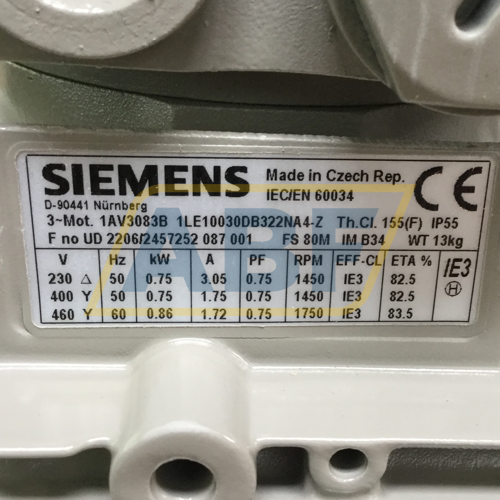 SIEMENS
Made in Czech Rep.
D-90441 Nürnberg
IEC/EN 60034
CE
3~Mot. 1AV3083B 1LE10030DB322NA4-Z Th.Cl. 155(F) IP55
F no UD 2206/2457252 087 001 FS 80M IM B34 WT 13kg
V Hz kW A PF RPM EFF-CL ETA % IE3
230 Δ 50 0.75 3.05 0.75 1450 IE3 82.5
400 Y 50 0.75 1.75 0.75 1450 IE3 82.5
460 Y 60 0.86 1.72 0.75 1750 IE3 83.5
H
ABF